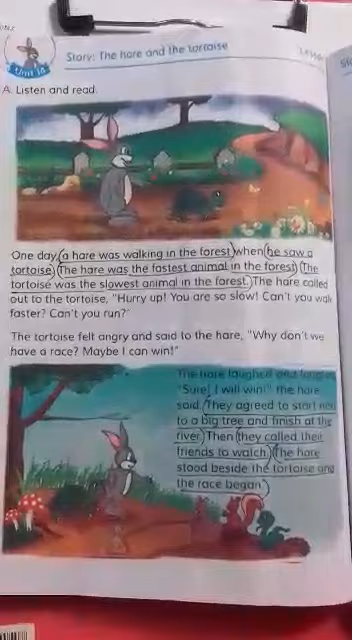 Unit 18
Story: The hare and the tortoise
A. Listen and read.
One day, a hare was walking in the forest when he saw a
tortoise. The hare was the fastest animal in the forest. The
tortoise was the slowest animal in the forest. The hare called
out to the tortoise, "Hurry up! You are so slow! Can't you walk
faster? Can't you run?"
The tortoise felt angry and said to the hare, "Why don't we
have a race? Maybe I can win!"
The hare laughed and
"Sure! I will win!" the hare
said. They agreed to start
to a big tree and finish at the
river. Then they called their
friends to watch. The hare
stood beside the tortoise and
the race began.